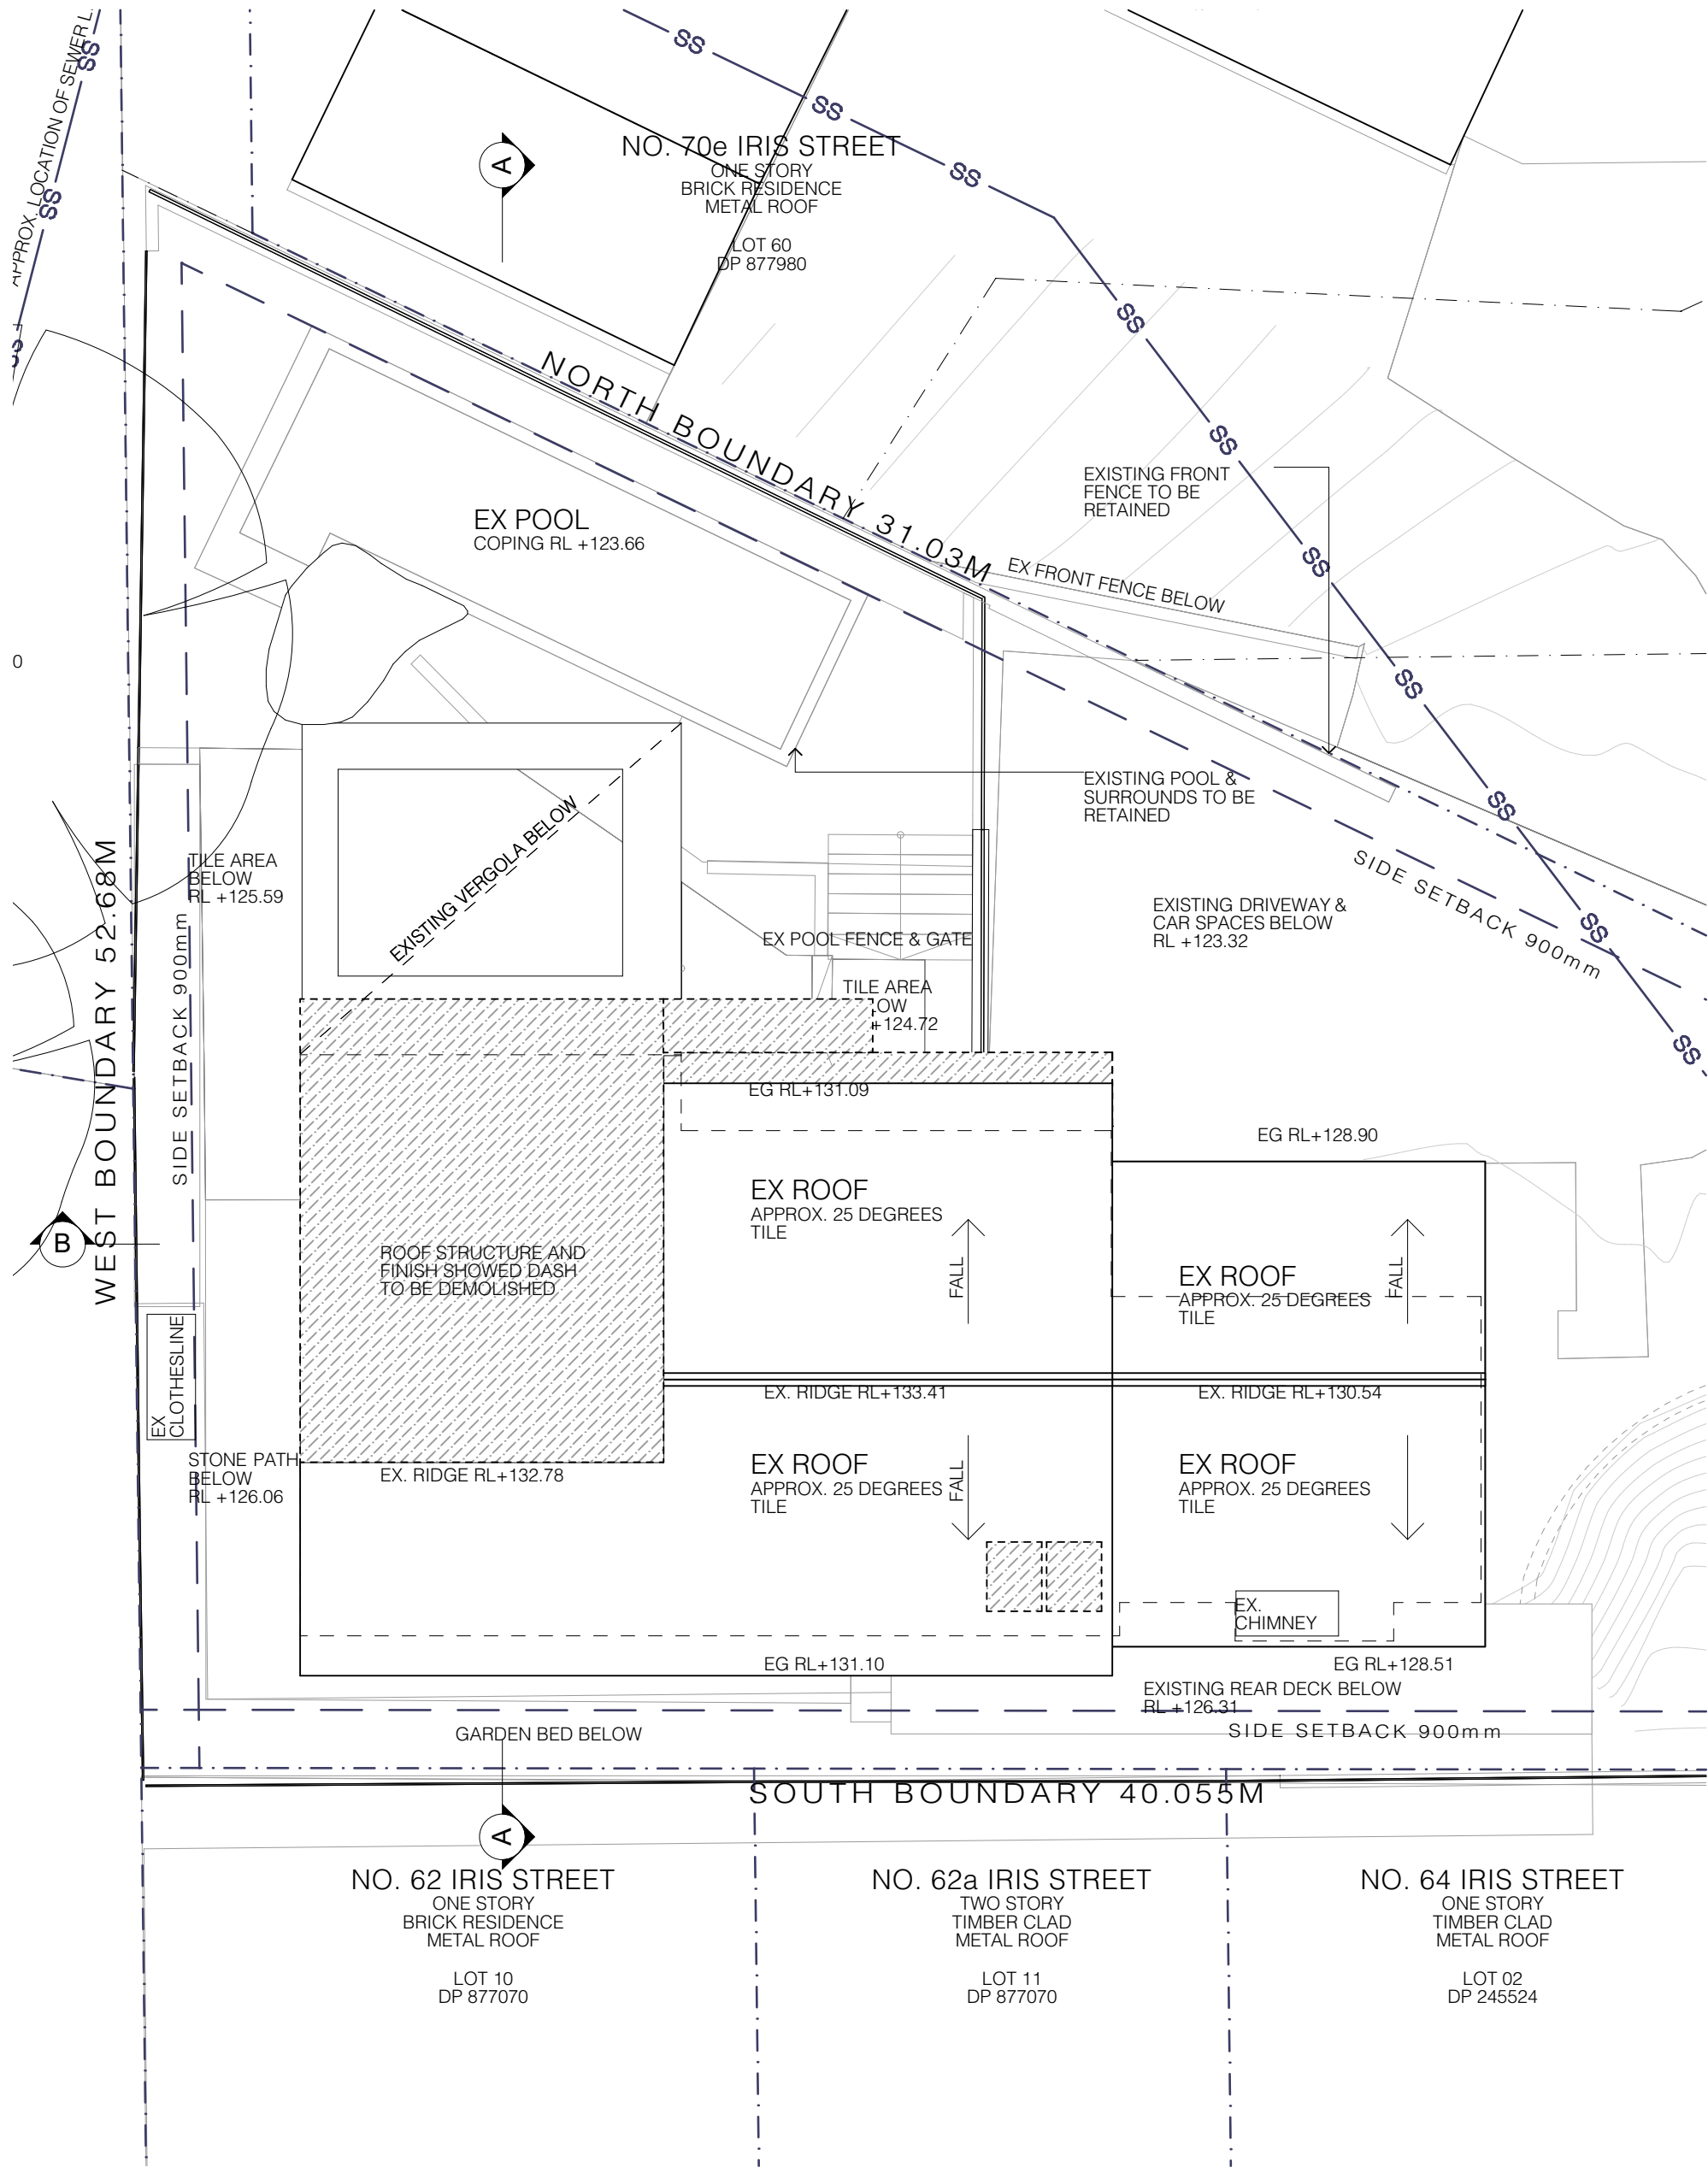 SS
SS
SS
APPROX. LOCATION OF SEWER L
SS
SS
A
NO. 70e IRIS STREET
ONE STORY
BRICK RESIDENCE
METAL ROOF
LOT 60
DP 877980
SS
SS
NORTH BOUNDARY 31.03M
SS
EXISTING FRONT
FENCE TO BE
RETAINED
EX POOL
COPING RL +123.66
SS
EX FRONT FENCE BELOW
0
SS
EXISTING POOL &
SURROUNDS TO BE
RETAINED
SS
EXISTING VERGOLA BELOW
TILE AREA
BELOW
RL +125.59
SIDE SETBACK 900mm
EXISTING DRIVEWAY &
CAR SPACES BELOW
RL +123.32
SS
EX POOL FENCE & GATE
TILE AREA
OW
+124.72
SS
WEST BOUNDARY 52.68M
SIDE SETBACK 900mm
EG RL+131.09
EG RL+128.90
B
EX ROOF
APPROX. 25 DEGREES
TILE
FALL
ROOF STRUCTURE AND
FINISH SHOWED DASH
TO BE DEMOLISHED
EX ROOF
APPROX. 25 DEGREES
TILE
FALL
EX
CLOTHESLINE
EX. RIDGE RL+133.41
EX. RIDGE RL+130.54
STONE PATH
BELOW
RL +126.06
EX. RIDGE RL+132.78
EX ROOF
APPROX. 25 DEGREES
TILE
FALL
EX ROOF
APPROX. 25 DEGREES
TILE
EX.
CHIMNEY
EG RL+131.10
EG RL+128.51
EXISTING REAR DECK BELOW
RL +126.31
GARDEN BED BELOW
SIDE SETBACK 900mm
SOUTH BOUNDARY 40.055M
A
NO. 62 IRIS STREET
ONE STORY
BRICK RESIDENCE
METAL ROOF
LOT 10
DP 877070
NO. 62a IRIS STREET
TWO STORY
TIMBER CLAD
METAL ROOF
LOT 11
DP 877070
NO. 64 IRIS STREET
ONE STORY
TIMBER CLAD
METAL ROOF
LOT 02
DP 245524